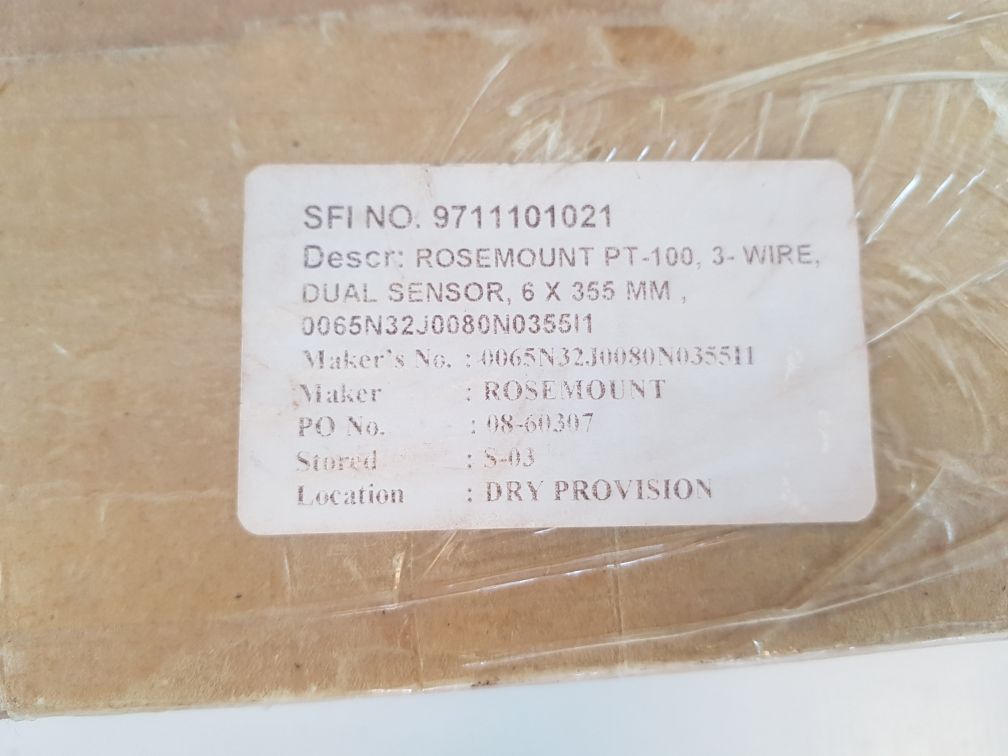 SFI NO. 9711101021
Descr: ROSEMOUNT PT-100, 3- WIRE,
DUAL SENSOR, 6 X 355 MM ,
0065N32J0080N0355I1
Maker's No. : 0065N32J0080N0355I1
Maker : ROSEMOUNT
PO No. : 08-60307
Stored : S-03
Location : DRY PROVISION